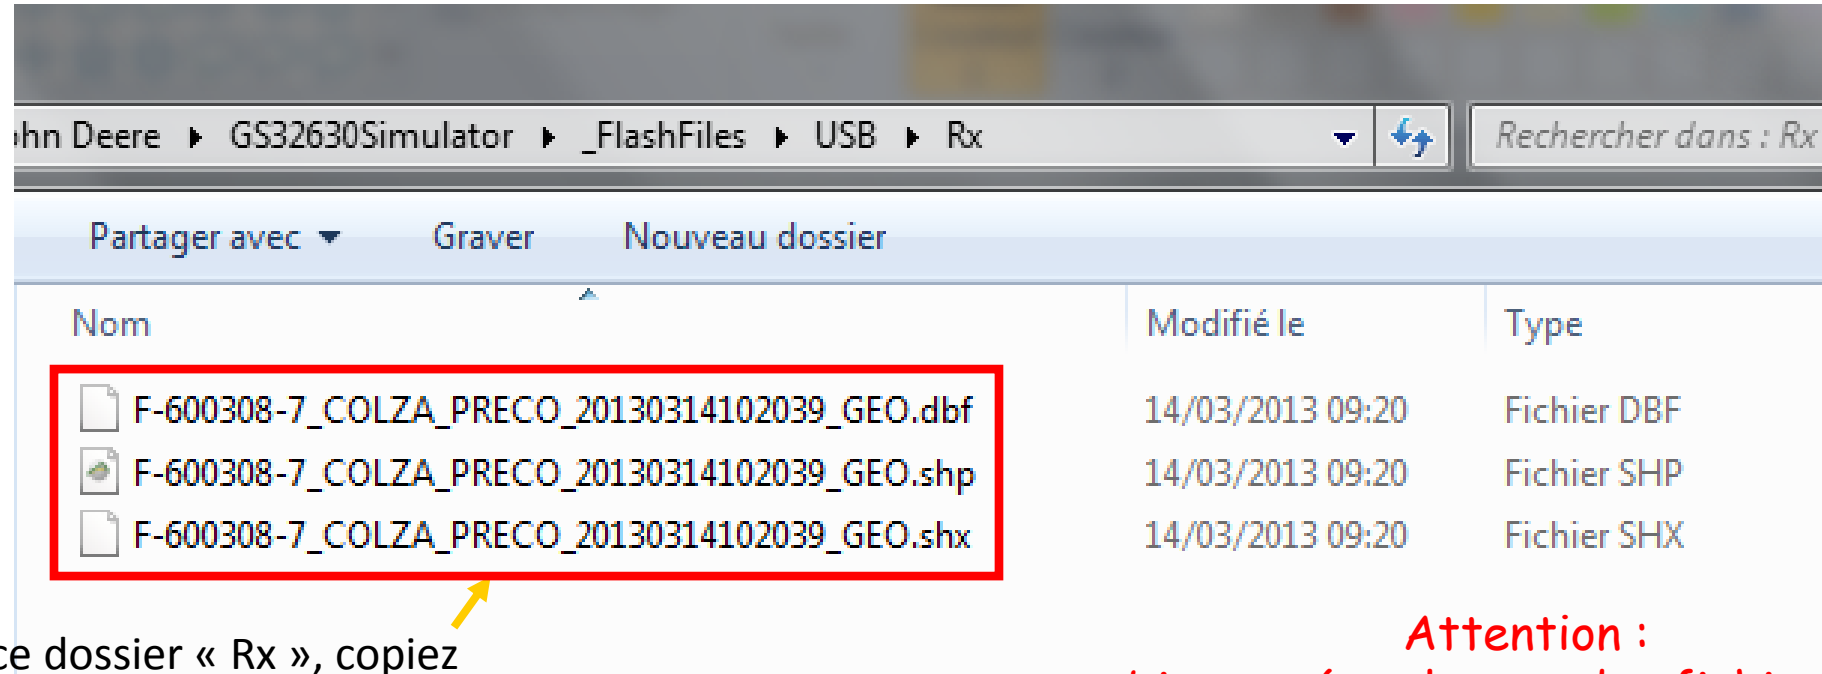 ohn Deere ▸ GS32630Simulator ▸ _FlashFiles ▸ USB ▸ Rx
Rechercher dans : Rx
Partager avec Graver Nouveau dossier
Nom Modifié le Type
F-600308-7_COLZA_PRECO_20130314102039_GEO.dbf 14/03/2013 09:20 Fichier DBF
F-600308-7_COLZA_PRECO_20130314102039_GEO.shp 14/03/2013 09:20 Fichier SHP
F-600308-7_COLZA_PRECO_20130314102039_GEO.shx 14/03/2013 09:20 Fichier SHX
ce dossier « Rx », copiez
Attention :